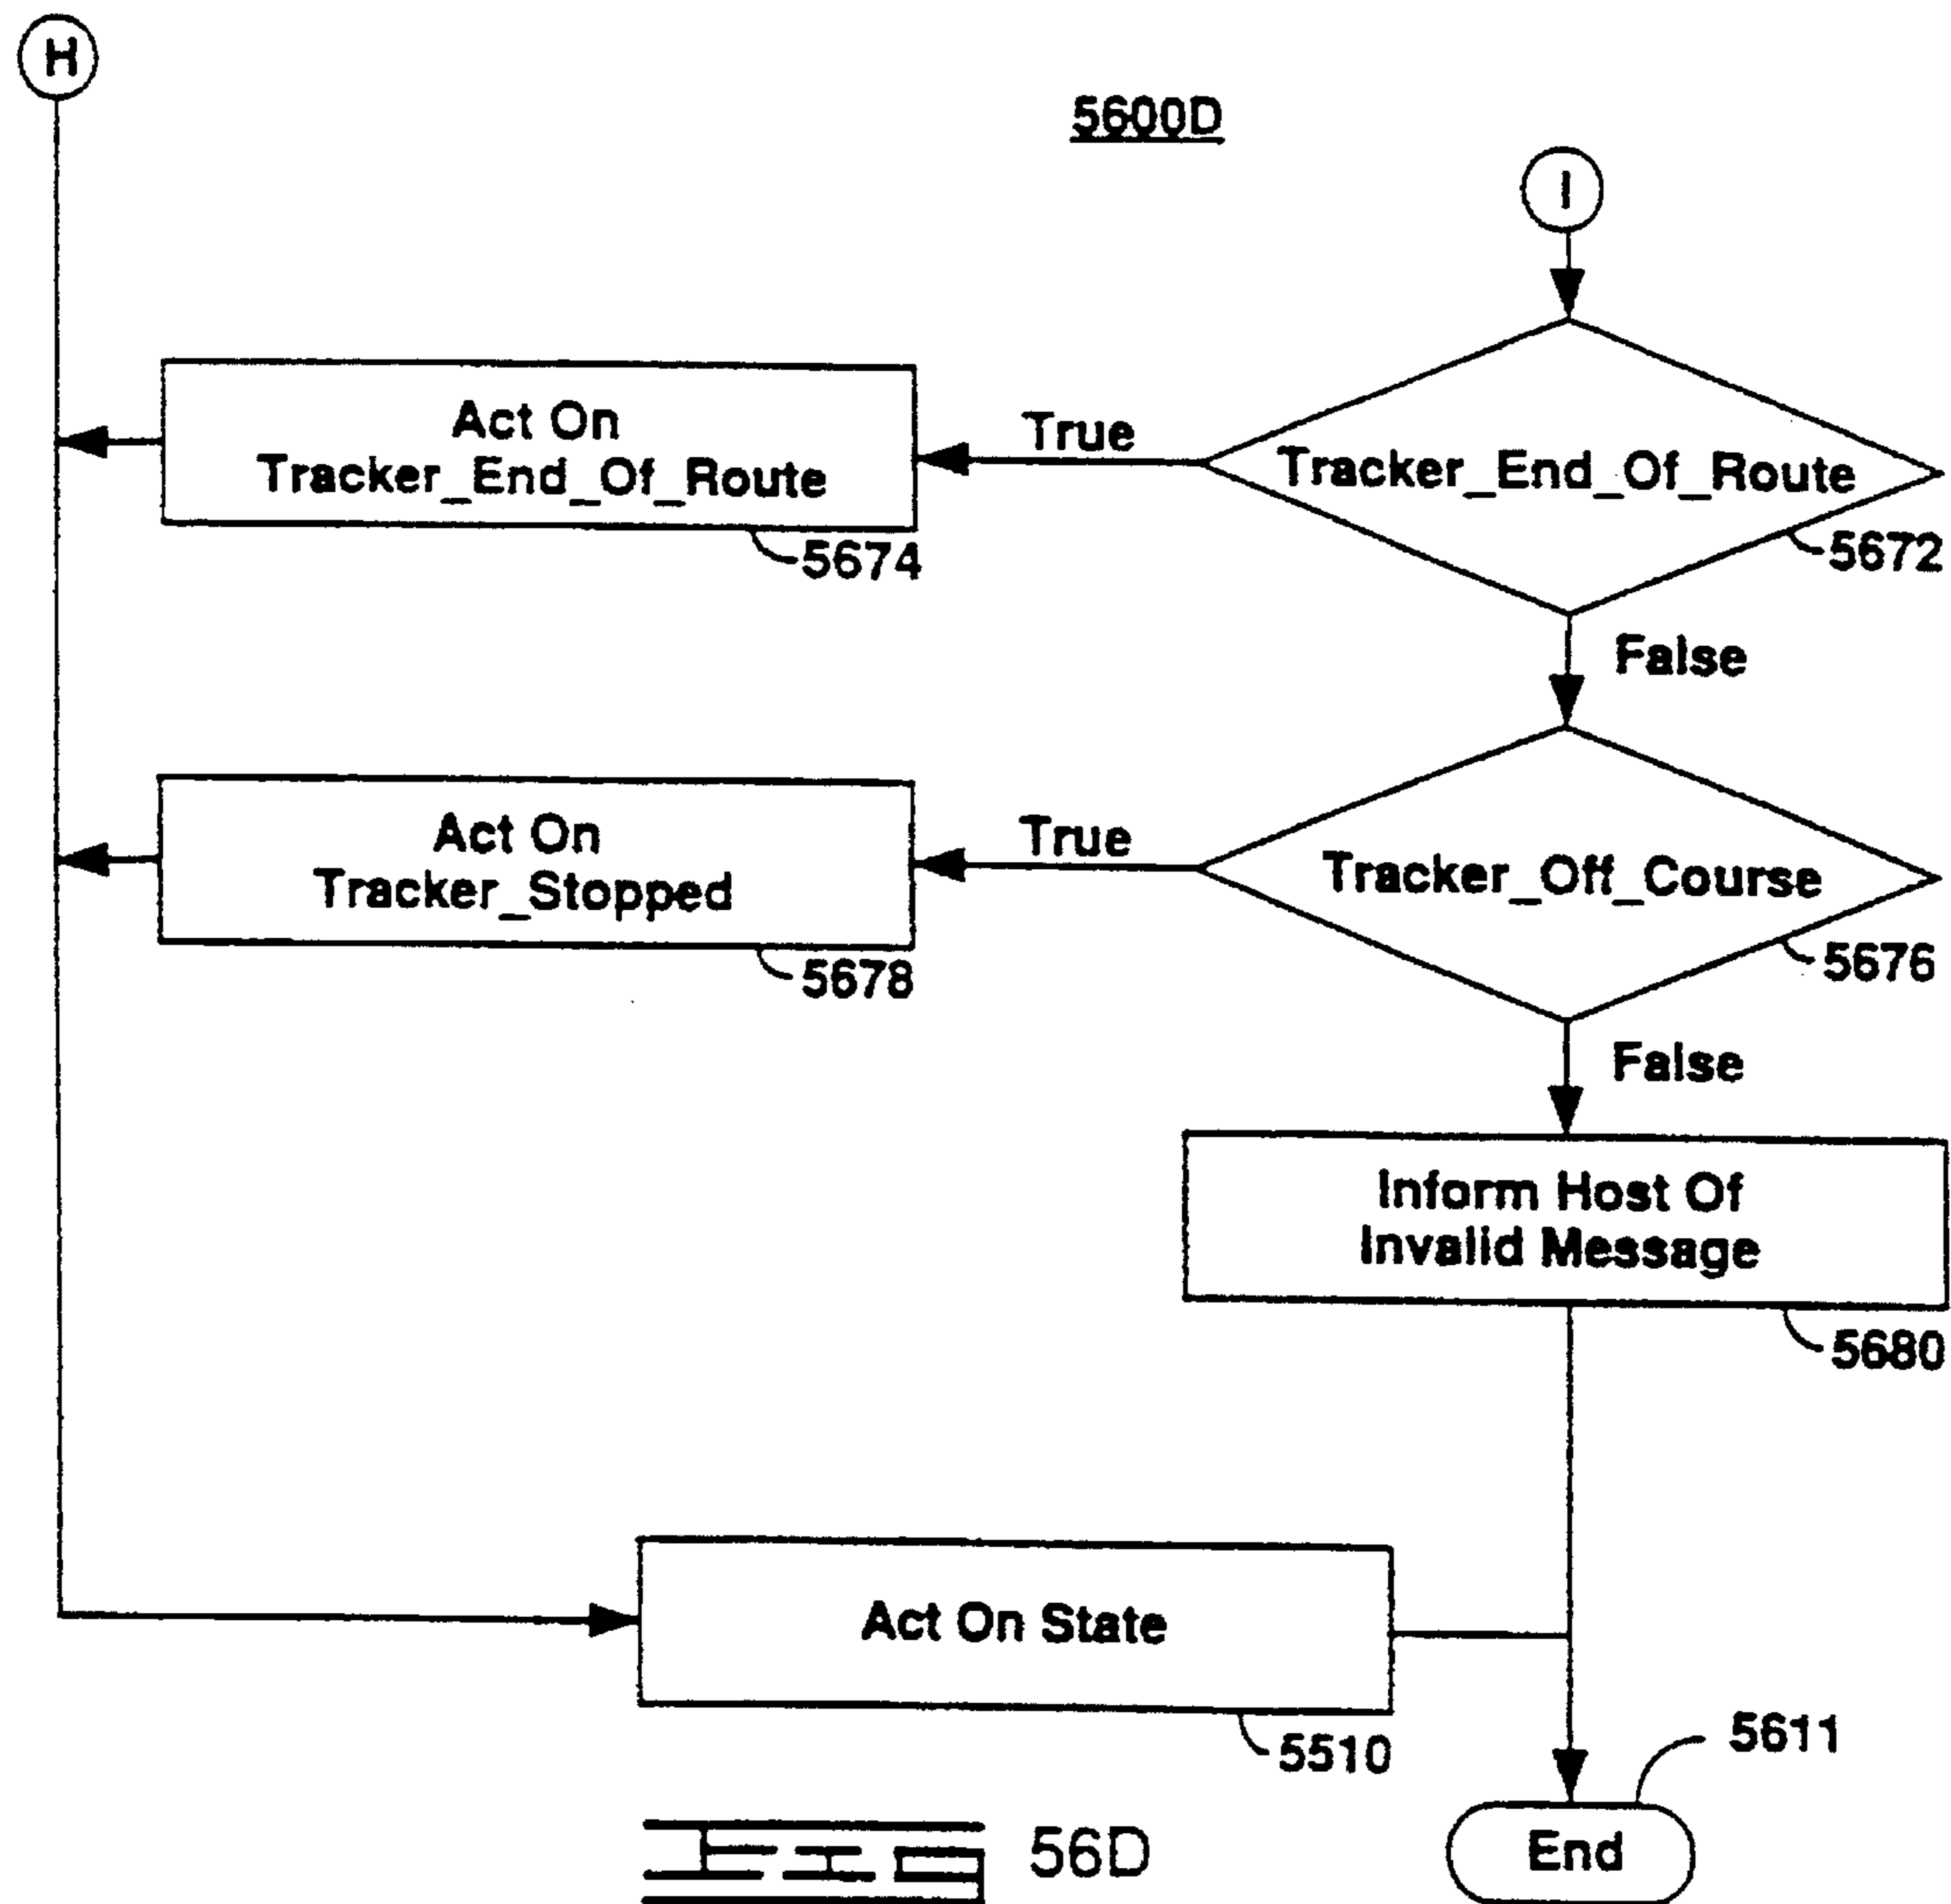 H
5600D
I
Act On
Tracker_End_Of_Route
True
Tracker_End_Of_Route
5674
5672
False
Act On
Tracker_Stopped
True
Tracker_Off_Course
5678
5676
False
Inform Host Of
Invalid Message
5680
Act On State
5510
5611
End
FIG 56D